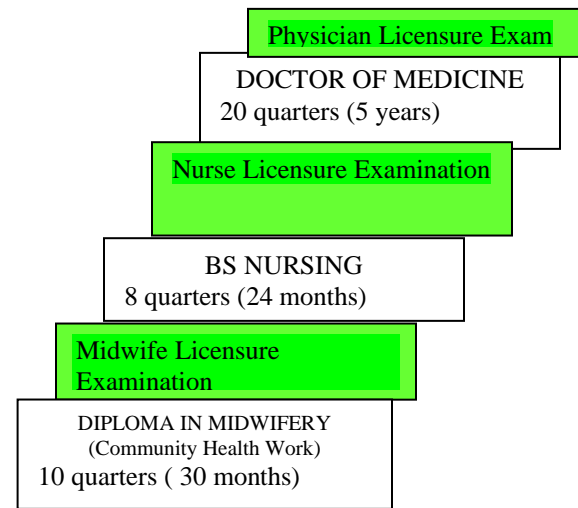 Physician Licensure Exam
DOCTOR OF MEDICINE
20 quarters (5 years)
Nurse Licensure Examination
BS NURSING
8 quarters (24 months)
Midwife Licensure
Examination
DIPLOMA IN MIDWIFERY
(Community Health Work)
10 quarters ( 30 months)